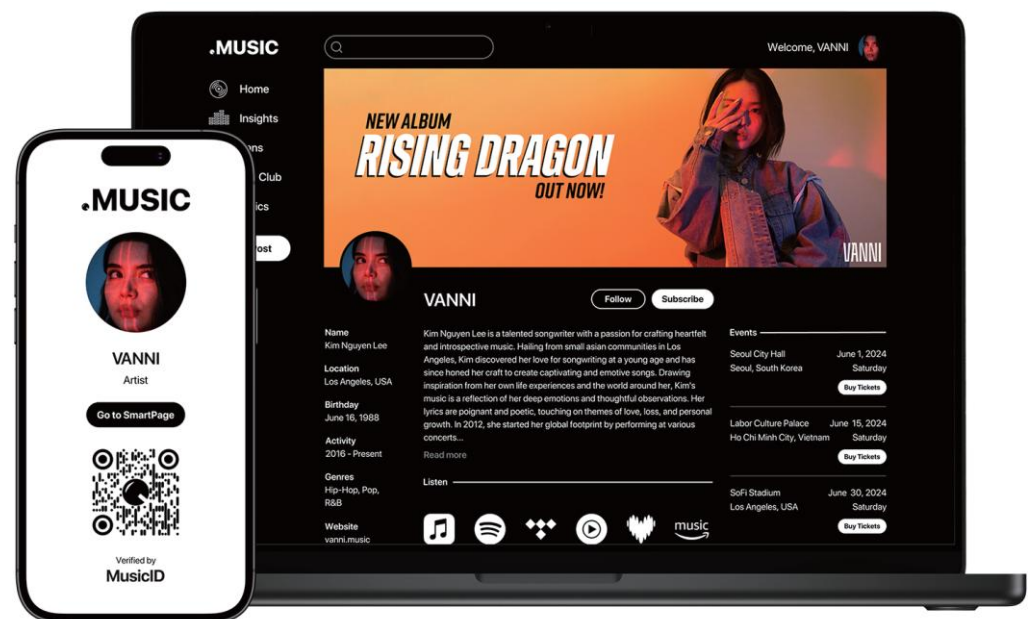 .MUSIC
VANNI
Artist
Go to SmartPage
Verified by
MusicID
.MUSIC
Welcome, VANNI
Home
Insights
Club
NEW ALBUM
RISING DRAGON
OUT NOW!
VANNI
VANNI
Follow
Subscribe
Name
Kim Nguyen Lee
Location
Los Angeles, USA
Birthday
June 16, 1988
Activity
2016 - Present
Genres
Hip-Hop, Pop,
R&B
Website
vanni.music
Kim Nguyen Lee is a talented songwriter with a passion for crafting heartfelt
and introspective music. Hailing from small asian communities in Los
Angeles, Kim discovered her love for songwriting at a young age and has
since honed her craft to create captivating and emotive songs. Drawing
inspiration from her own life experiences and the world around her, Kim's
music is a reflection of her deep emotions and thoughtful observations. Her
lyrics are poignant and poetic, touching on themes of love, loss, and personal
growth. In 2012, she started her global footprint by performing at various
concerts...
Read more
Listen
music
Events
Seoul City Hall June 1, 2024
Seoul, South Korea Saturday
Buy Tickets
Labor Culture Palace June 15, 2024
Ho Chi Minh City, Vietnam Saturday
Buy Tickets
SoFi Stadium June 30, 2024
Los Angeles, USA Saturday
Buy Tickets